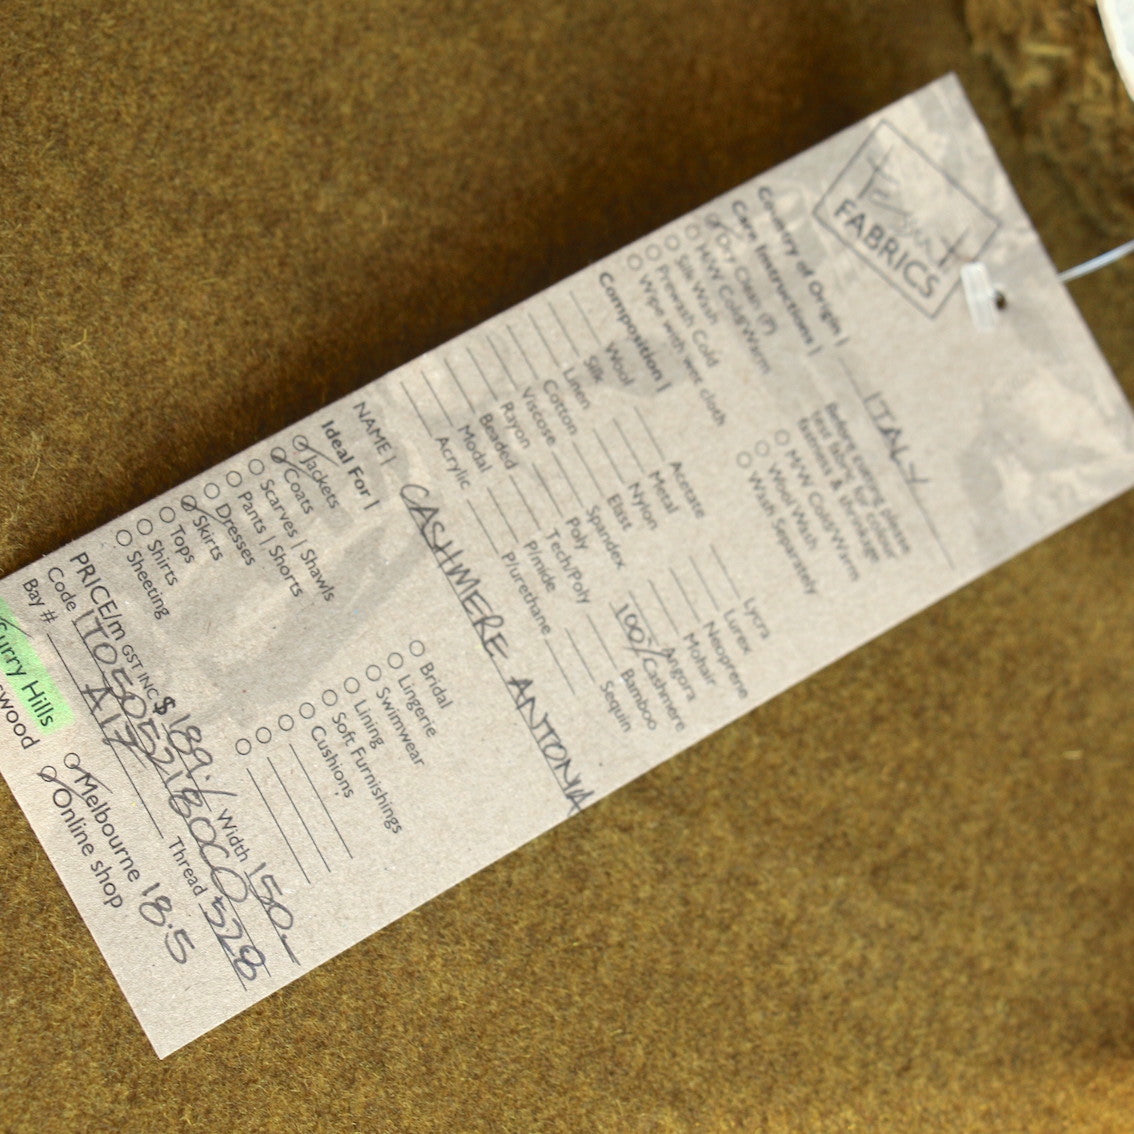 Tessuti
FABRICS
Country of Origin | ITALY
Care Instructions |
Before cutting please
test fabric for colour
fastness & shrinkage
Dry Clean (P)
H/W Cold/Warm
Silk Wash
Prewash Cold
Wipe with wet cloth
M/W Cold/Warm
Wool Wash
Wash Separately
Composition |
Wool
Silk
Linen
Cotton
Viscose
Rayon
Beaded
Modal
Acrylic
Acetate
Metal
Nylon
Elast
Spandex
Poly
Tech/Poly
P/mide
P/urethane
Lycra
Lurex
Neoprene
Mohair
Angora
100% Cashmere
Bamboo
Sequin
NAME | CASHMERE ANTONIA
Ideal For |
Jackets
Coats
Scarves | Shawls
Pants | Shorts
Dresses
Skirts
Tops
Shirts
Sheeting
Bridal
Lingerie
Swimwear
Lining
Soft Furnishings
Cushions
PRICE/m GST INC $189./ Width 150.-
Code
Thread 528
Bay # A17
Surry Hills
Melbourne 18.5
Online shop